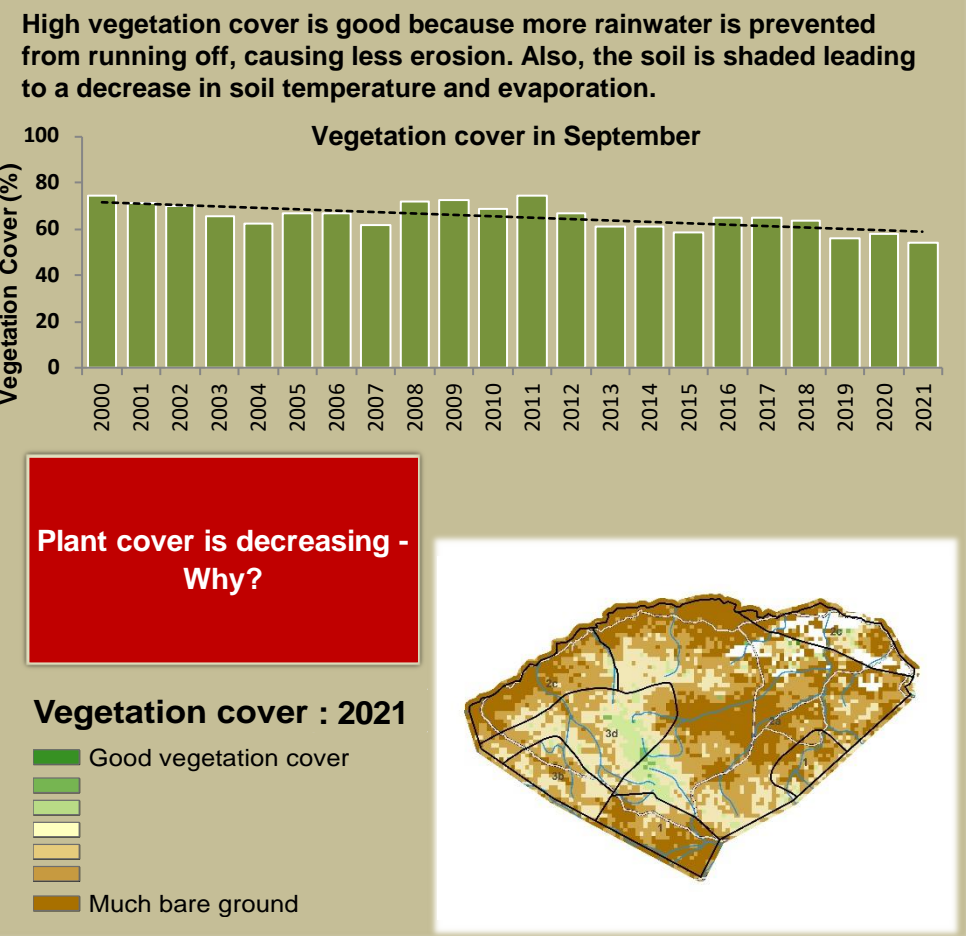 High vegetation cover is good because more rainwater is prevented
from running off, causing less erosion. Also, the soil is shaded leading
to a decrease in soil temperature and evaporation.
Vegetation cover in September
Vegetation Cover (%)
100
80
60
40
20
0
2000 2001 2002 2003 2004 2005 2006 2007 2008 2009 2010 2011 2012 2013 2014 2015 2016 2017 2018 2019 2020 2021
Plant cover is decreasing -
Why?
Vegetation cover : 2021
Good vegetation cover
Much bare ground
2c
3d
3b
1
1